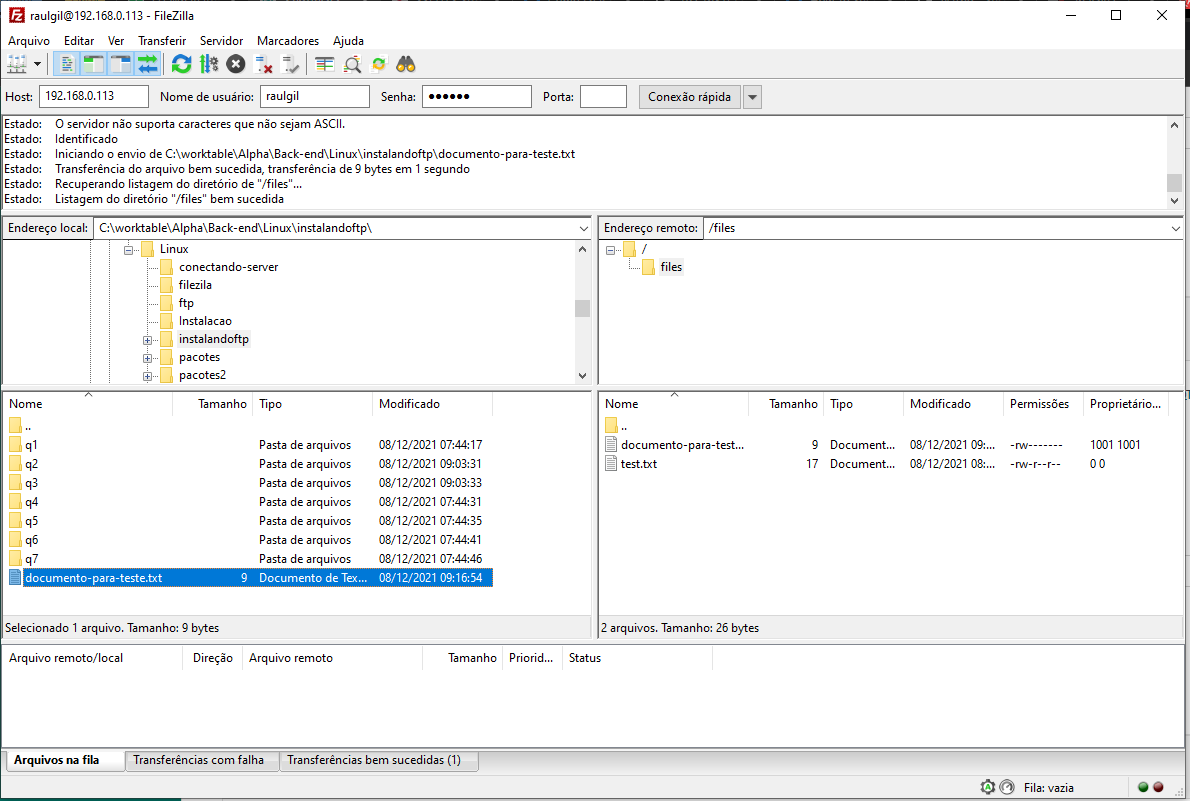 raulgil@192.168.0.113 - FileZilla
Arquivo Editar Ver Transferir Servidor Marcadores Ajuda
Host: 192.168.0.113 Nome de usuário: raulgil Senha: ●●●●●● Porta: Conexão rápida
Estado: O servidor não suporta caracteres que não sejam ASCII.
Estado: Identificado
Estado: Iniciando o envio de C:\worktable\Alpha\Back-end\Linux\instalandoftp\documento-para-teste.txt
Estado: Transferência do arquivo bem sucedida, transferência de 9 bytes em 1 segundo
Estado: Recuperando listagem do diretório de "/files"...
Estado: Listagem do diretório "/files" bem sucedida
Endereço local: C:\worktable\Alpha\Back-end\Linux\instalandoftp\
Linux
conectando-server
filezila
ftp
Instalacao
instalandoftp
pacotes
pacotes2
Endereço remoto: /files
/
files
Nome Tamanho Tipo Modificado
..
q1 Pasta de arquivos 08/12/2021 07:44:17
q2 Pasta de arquivos 08/12/2021 09:03:31
q3 Pasta de arquivos 08/12/2021 09:03:33
q4 Pasta de arquivos 08/12/2021 07:44:31
q5 Pasta de arquivos 08/12/2021 07:44:35
q6 Pasta de arquivos 08/12/2021 07:44:41
q7 Pasta de arquivos 08/12/2021 07:44:46
documento-para-teste.txt 9 Documento de Tex... 08/12/2021 09:16:54
Selecionado 1 arquivo. Tamanho: 9 bytes
Nome Tamanho Tipo Modificado Permissões Proprietário...
..
documento-para-test... 9 Document... 08/12/2021 09:... -rw------- 1001 1001
test.txt 17 Document... 08/12/2021 08:... -rw-r--r-- 0 0
2 arquivos. Tamanho: 26 bytes
Arquivo remoto/local Direção Arquivo remoto Tamanho Priorid... Status
Arquivos na fila Transferências com falha Transferências bem sucedidas (1)
Fila: vazia